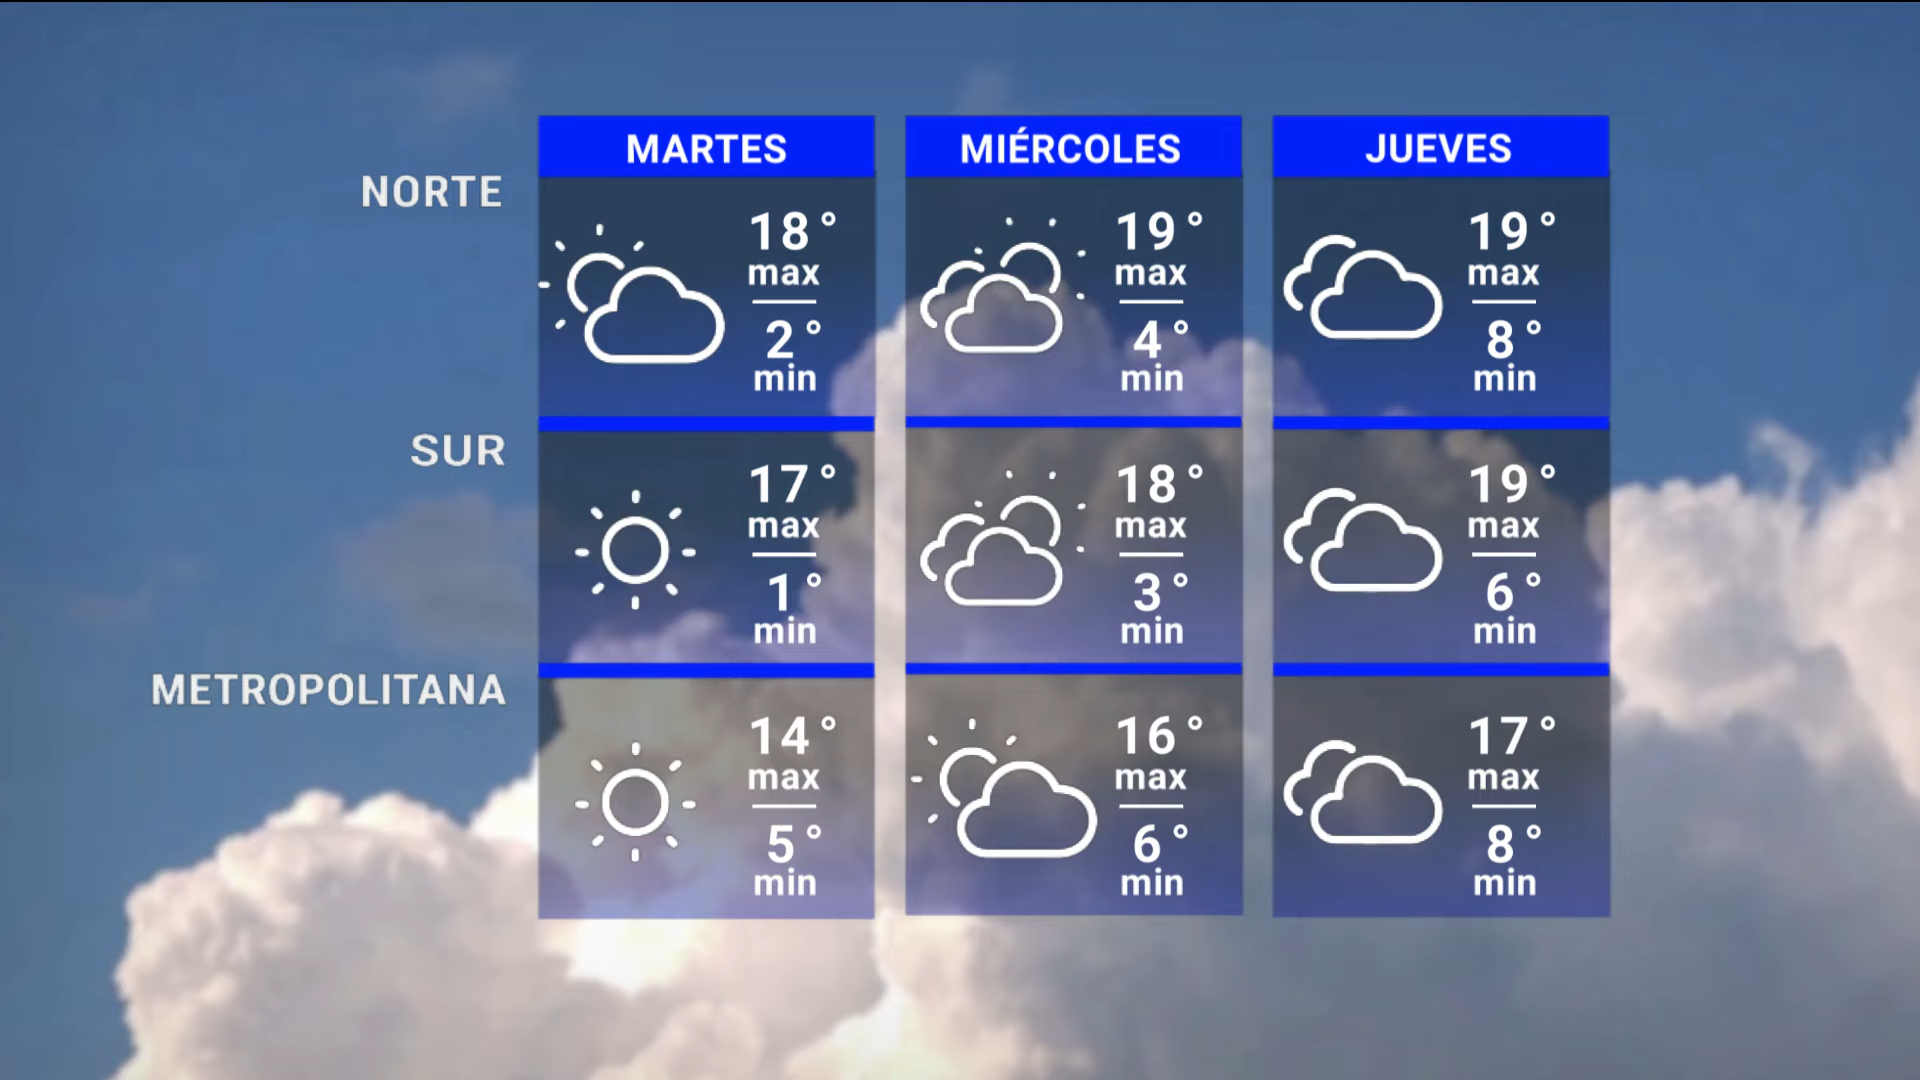 MARTES
MIÉRCOLES
JUEVES
NORTE
18°
max
2°
min
19°
max
4°
min
19°
max
8°
min
SUR
17°
max
1°
min
18°
max
3°
min
19°
max
6°
min
METROPOLITANA
14°
max
5°
min
16°
max
6°
min
17°
max
8°
min